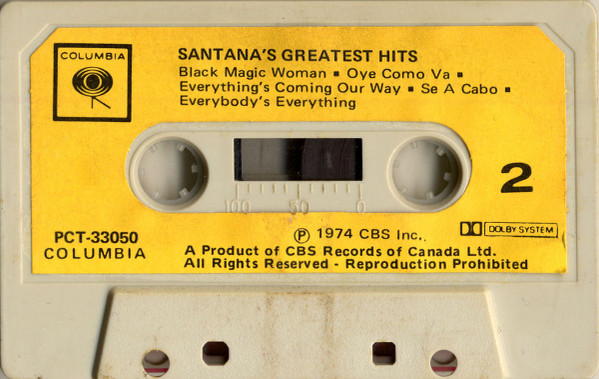 COLUMBIA
SANTANA'S GREATEST HITS
Black Magic Woman ▪ Oye Como Va ▪
Everything's Coming Our Way ▪ Se A Cabo ▪
Everybody's Everything
2
100 50 0
PCT-33050
COLUMBIA
℗ 1974 CBS Inc.
DOLBY SYSTEM
A Product of CBS Records of Canada Ltd.
All Rights Reserved - Reproduction Prohibited